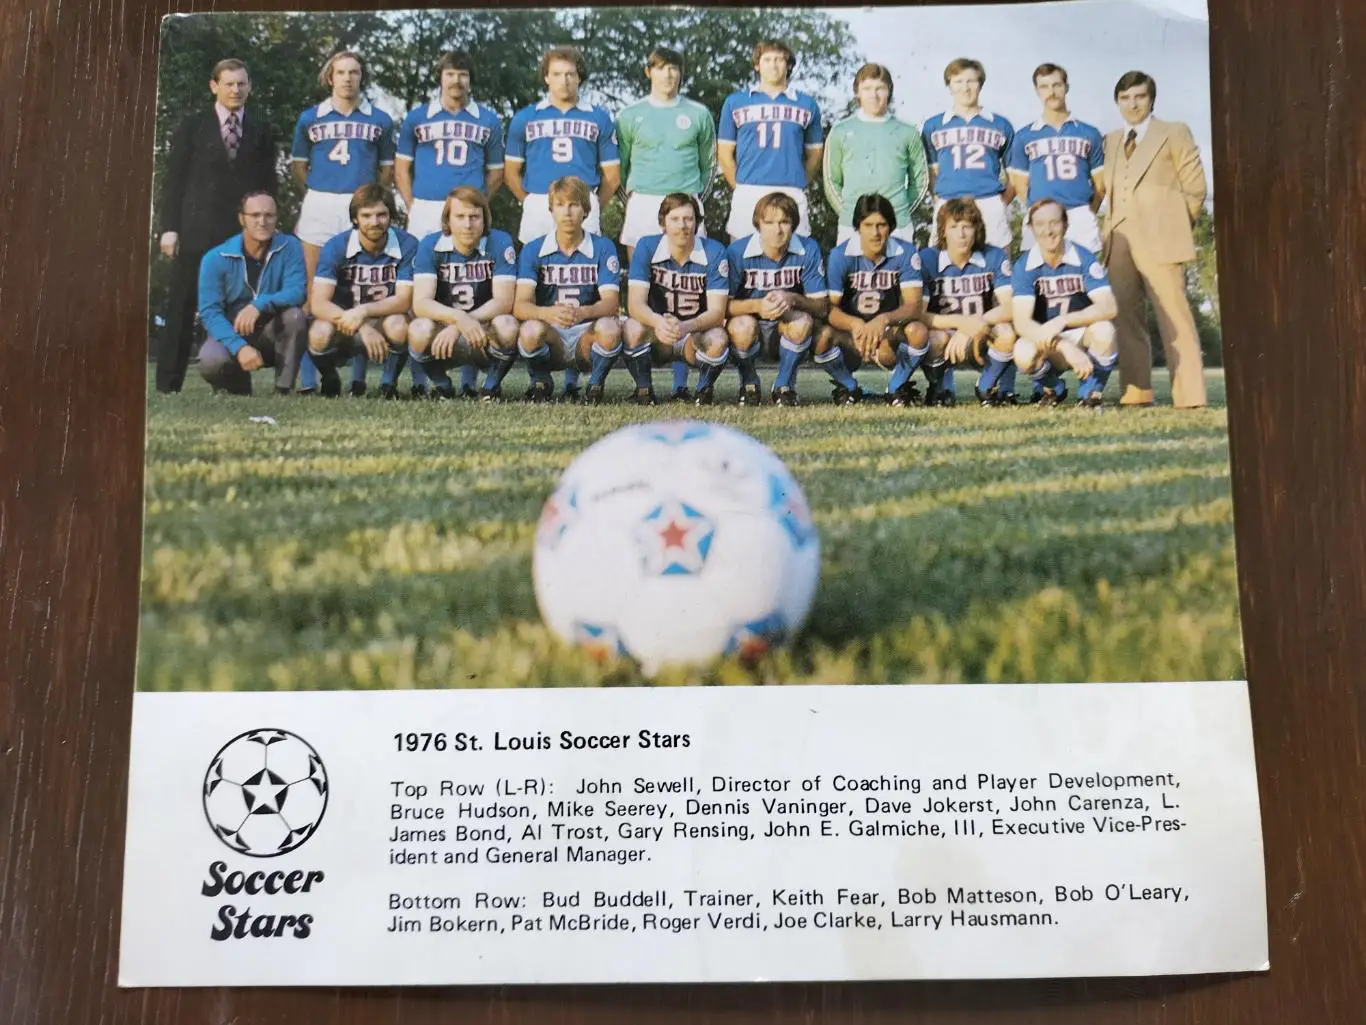 ST. LOUIS ST. LOUIS ST. LOUIS ST. LOUIS ST. LOUIS ST. LOUIS
4 10 9 11 12 16
ST. LOUIS ST. LOUIS ST. LOUIS ST. LOUIS ST. LOUIS ST. LOUIS ST. LOUIS
13 3 5 15 6 20 7
1976 St. Louis Soccer Stars
Top Row (L-R): John Sewell, Director of Coaching and Player Development,
Bruce Hudson, Mike Seerey, Dennis Vaninger, Dave Jokerst, John Carenza, L.
James Bond, Al Trost, Gary Rensing, John E. Galmiche, III, Executive Vice-Pres-
ident and General Manager.
Bottom Row: Bud Buddell, Trainer, Keith Fear, Bob Matteson, Bob O'Leary,
Jim Bokern, Pat McBride, Roger Verdi, Joe Clarke, Larry Hausmann.
Soccer
Stars